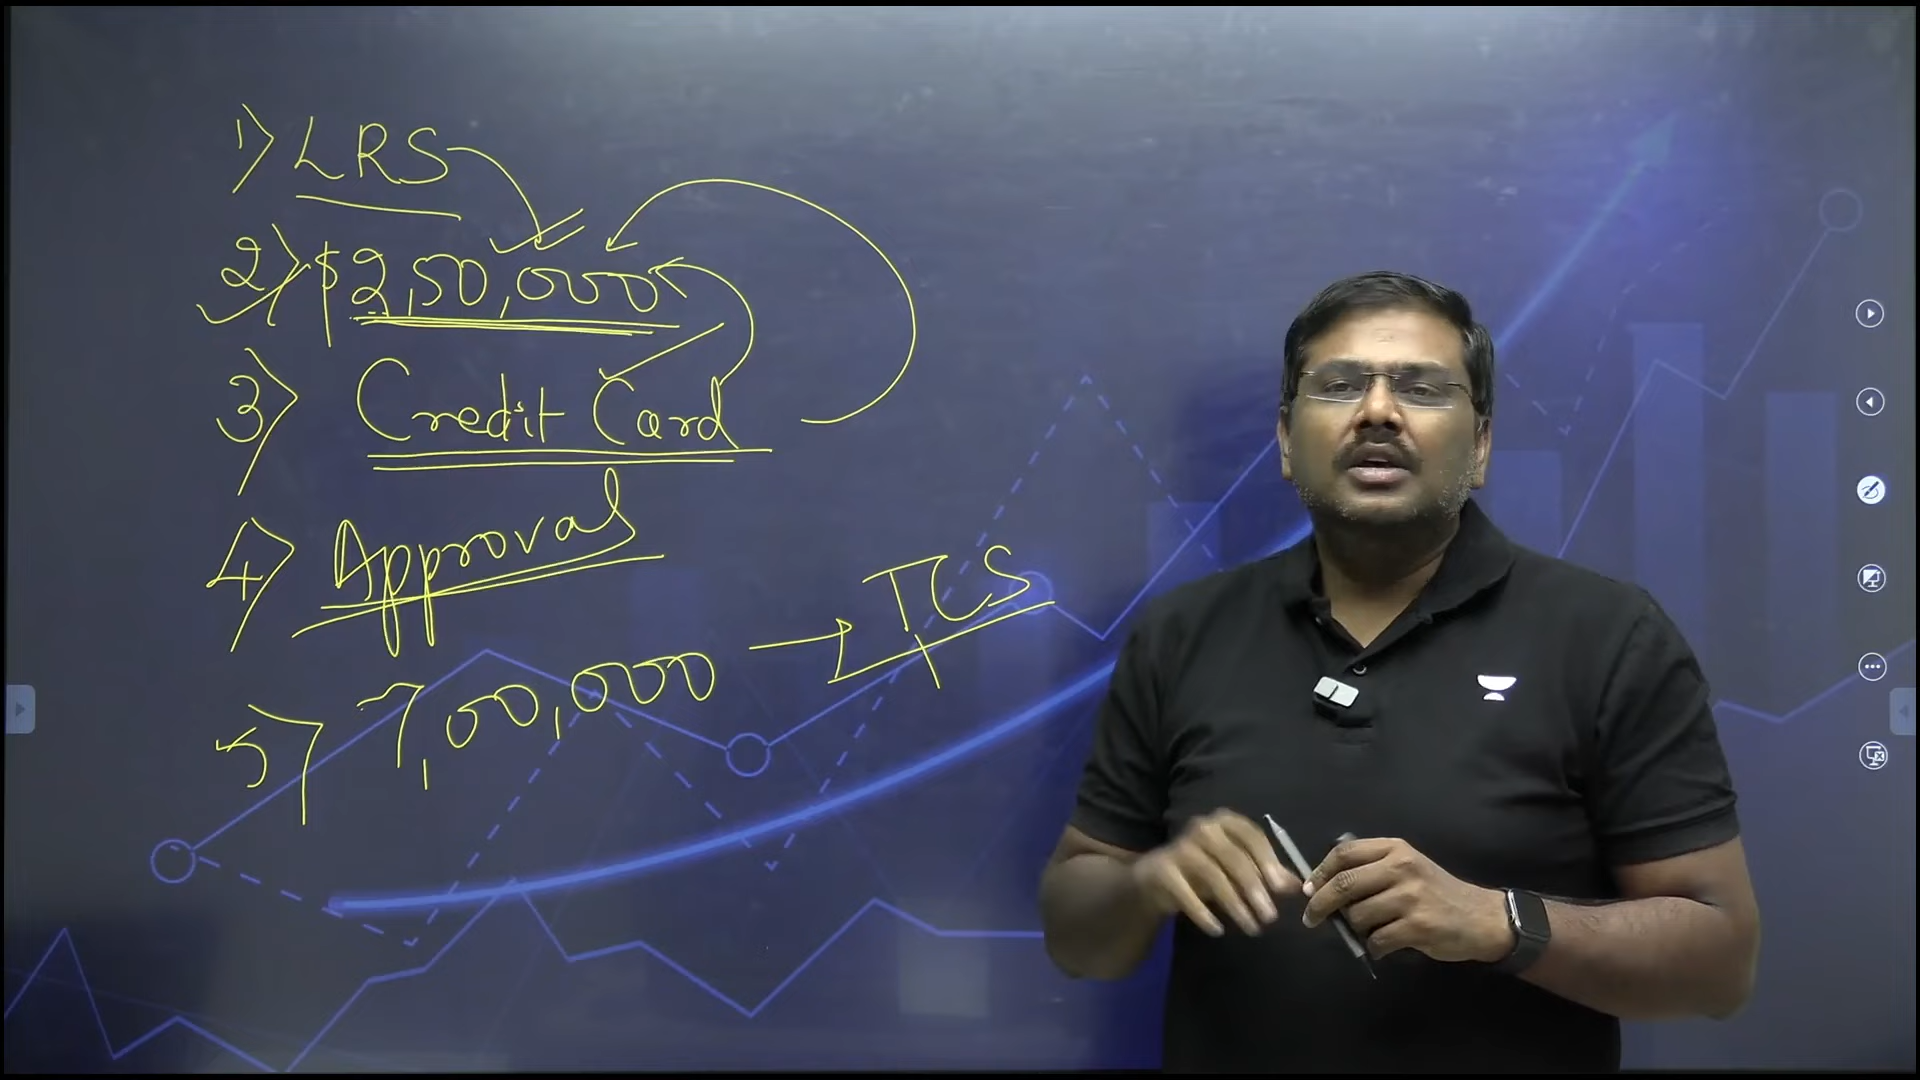 1) LRS
2) $2,50,000
3) Credit Card
4) Approval
5) 7,00,000 → TCS